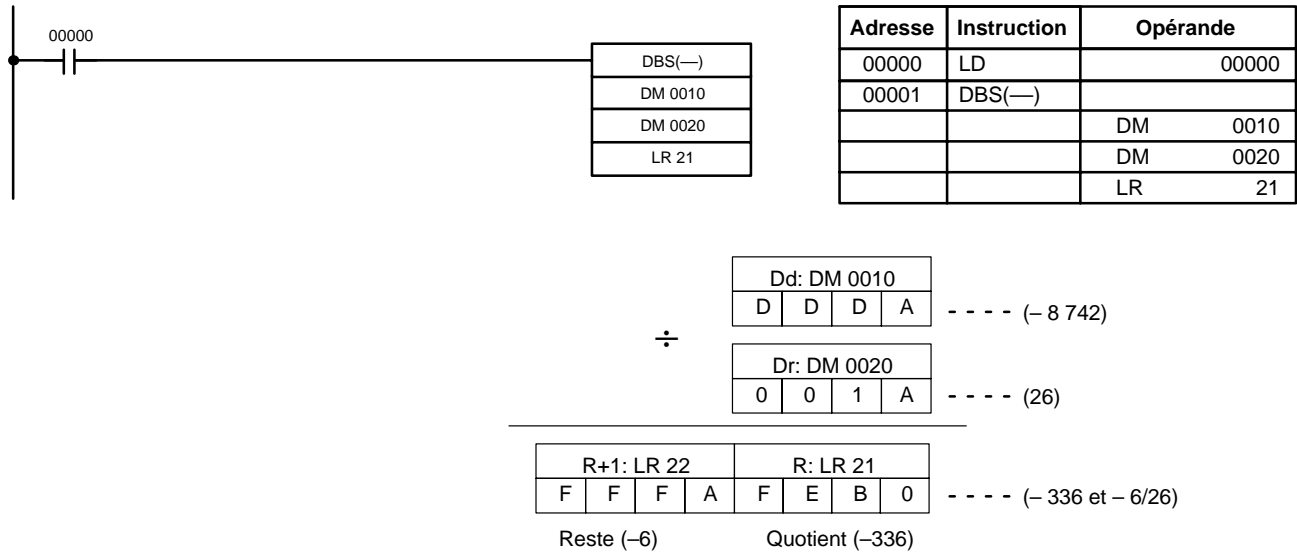 00000
DBS(––)
DM 0010
DM 0020
LR 21
Adresse Instruction Opérande
00000 LD 00000
00001 DBS(––)
DM 0010
DM 0020
LR 21
Dd: DM 0010
D D D A - - - - (– 8 742)
÷
Dr: DM 0020
0 0 1 A - - - - (26)
R+1: LR 22 R: LR 21
F F F A F E B 0 - - - - (– 336 et – 6/26)
Reste (–6) Quotient (–336)